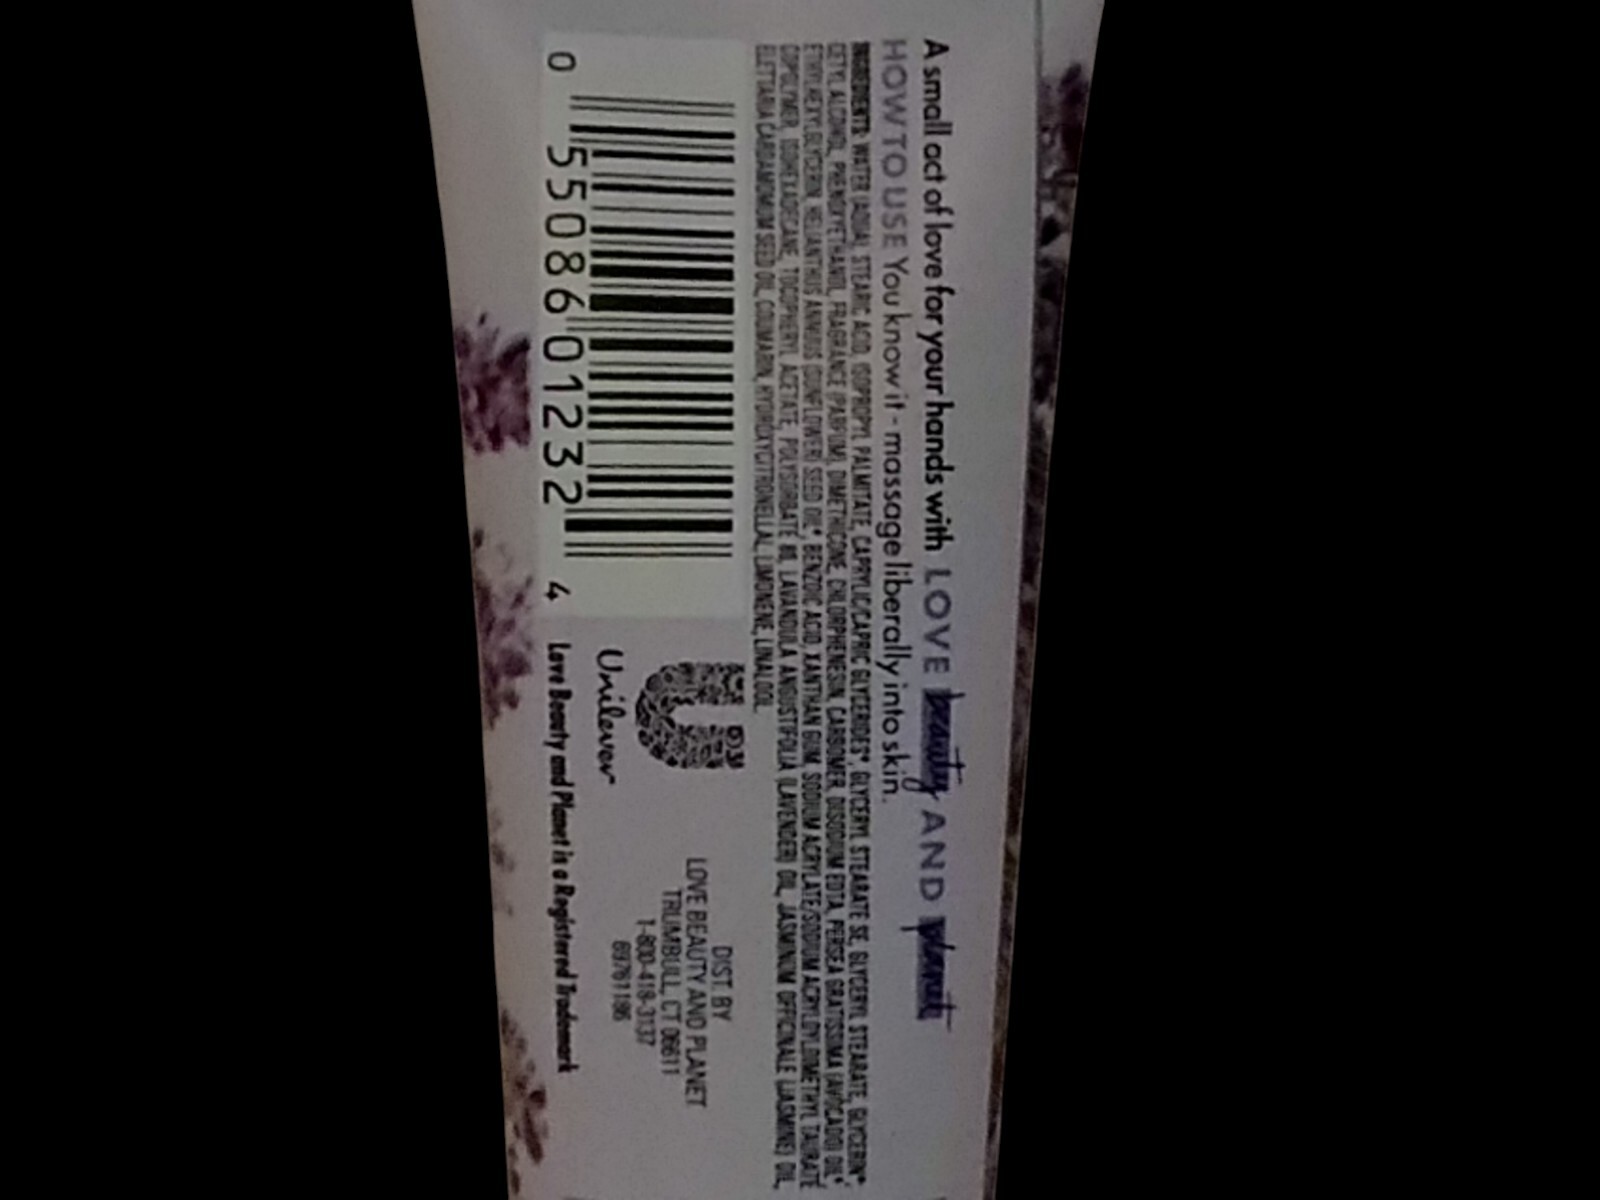 A small act of love for your hands with LOVE beauty AND planet
HOW TO USE You know it - massage liberally into skin.
INGREDIENTS: WATER (AQUA), STEARIC ACID, ISOPROPYL PALMITATE, CAPRYLIC/CAPRIC GLYCERIDES*, GLYCERYL STEARATE SE, GLYCERYL STEARATE, GLYCERIN*,
CETYL ALCOHOL, PHENOXYETHANOL, FRAGRANCE (PARFUM), DIMETHICONE, CHLORPHENESIN, CARBOMER, DISODIUM EDTA, PERSEA GRATISSIMA (AVOCADO) OIL*,
ETHYLHEXYLGLYCERIN, HELIANTHUS ANNUUS (SUNFLOWER) SEED OIL*, BENZOIC ACID, XANTHAN GUM, SODIUM ACRYLATE/SODIUM ACRYLOYLDIMETHYL TAURATE
COPOLYMER, ISOHEXADECANE, TOCOPHERYL ACETATE, POLYSORBATE 80, LAVANDULA ANGUSTIFOLIA (LAVENDER) OIL, JASMINUM OFFICINALE (JASMINE) OIL,
ELETTARIA CARDAMOMUM SEED OIL, COUMARIN, HYDROXYCITRONELLAL, LIMONENE, LINALOOL.
0 55086 01232 4
Unilever
DIST. BY
LOVE BEAUTY AND PLANET
TRUMBULL, CT 06611
1-800-418-3137
69761186
Love Beauty and Planet is a Registered Trademark